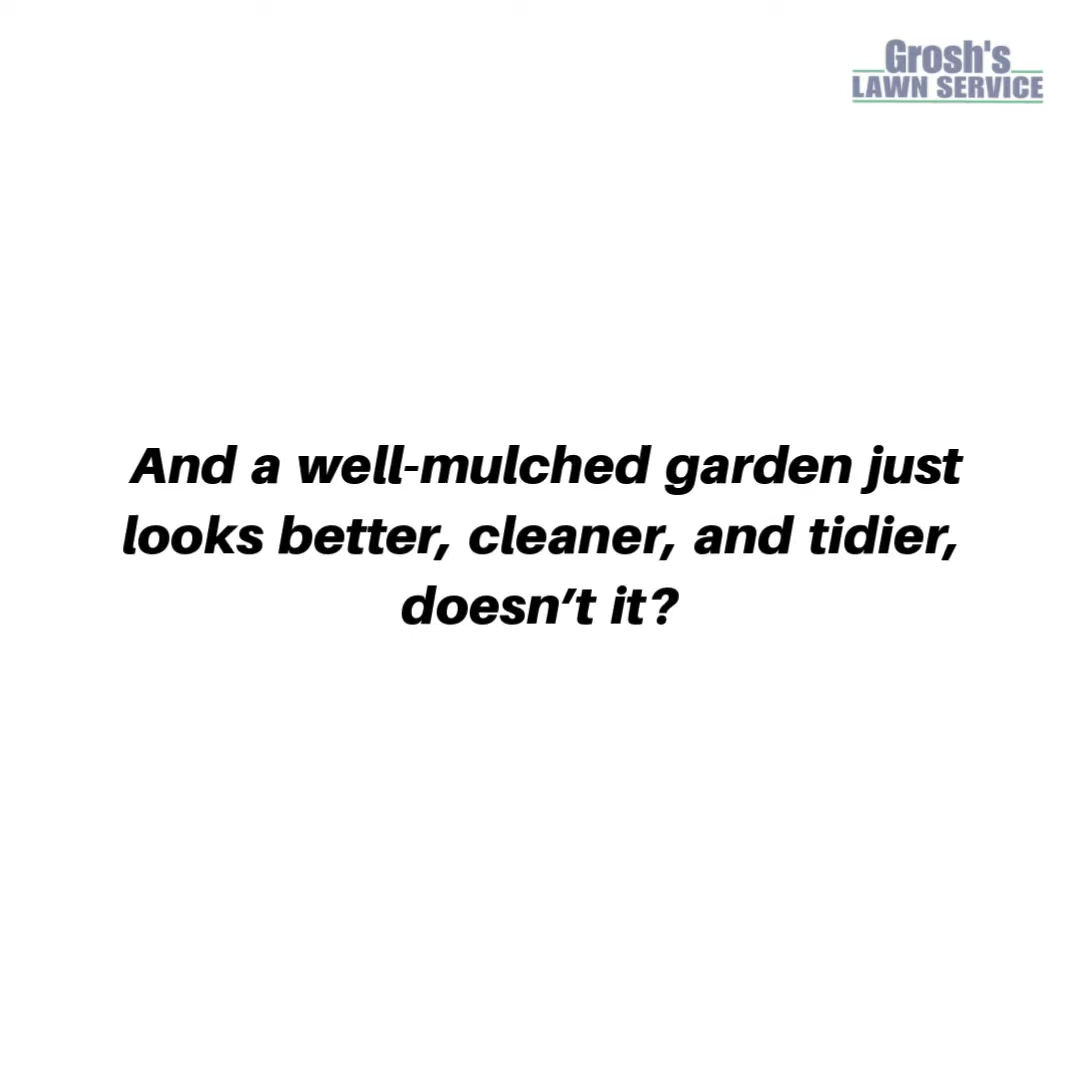 Grosh's
LAWN SERVICE
And a well-mulched garden just
looks better, cleaner, and tidier,
doesn’t it?